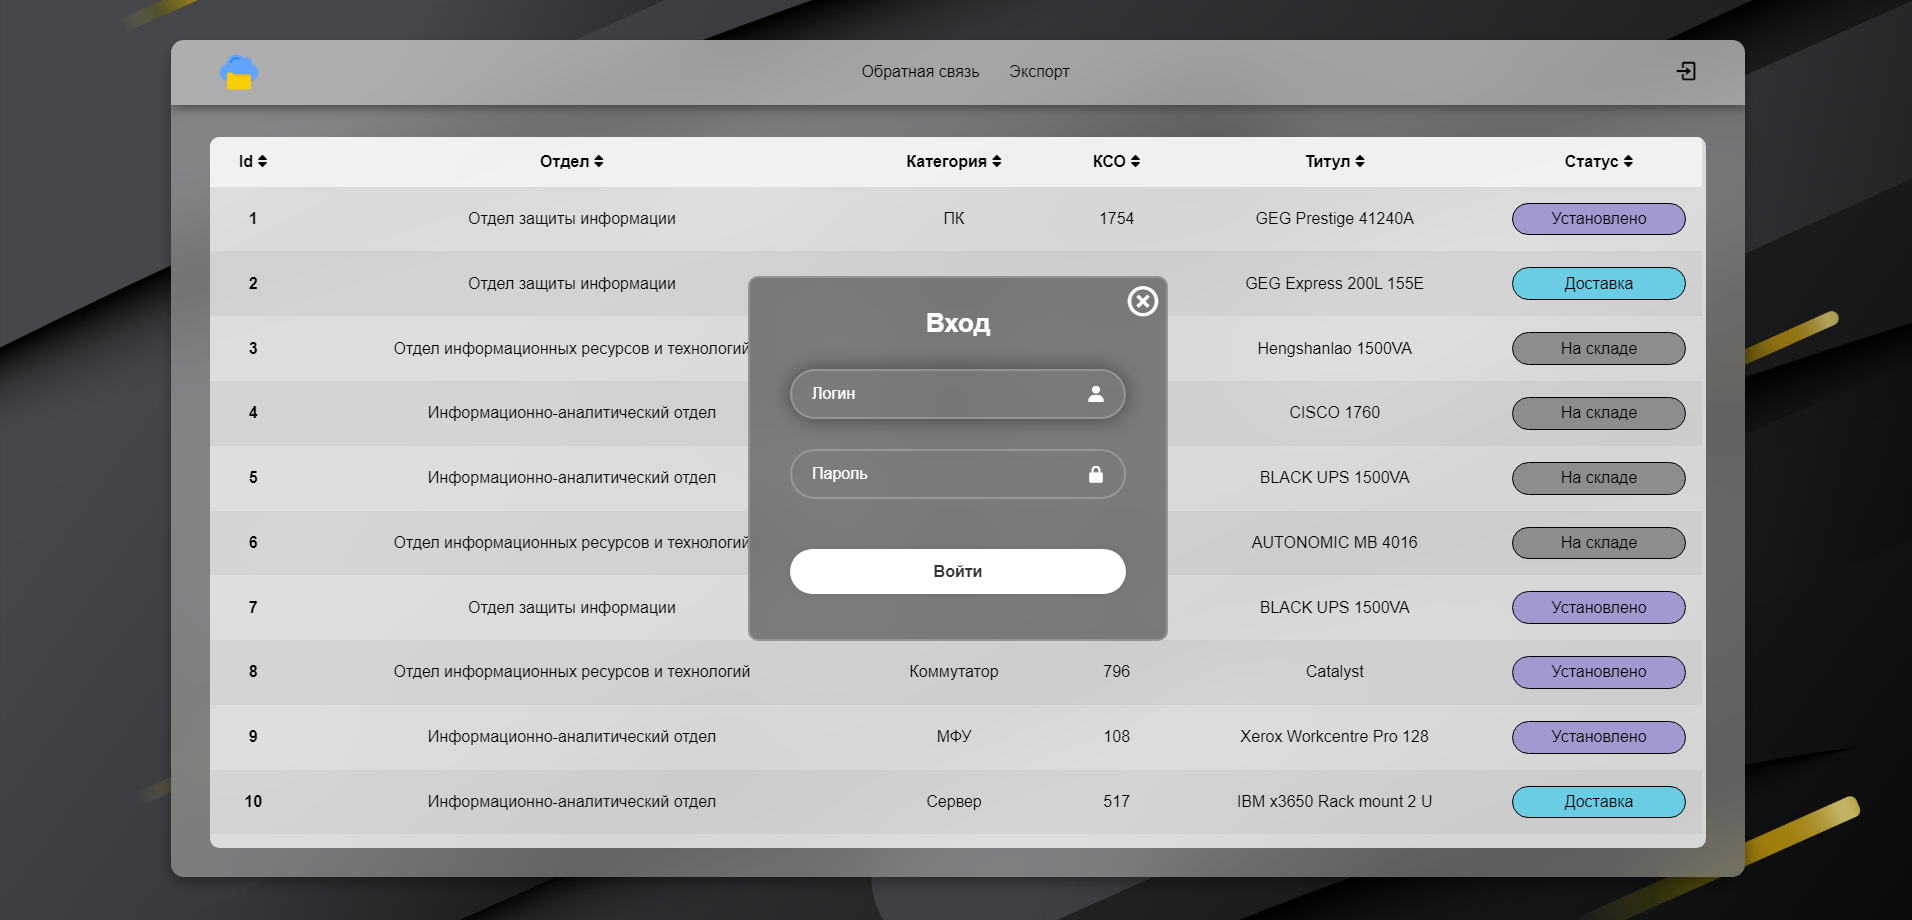 Обратная связь Экспорт
Id Отдел Категория КСО Титул Статус
1 Отдел защиты информации ПК 1754 GEG Prestige 41240A Установлено
2 Отдел защиты информации GEG Express 200L 155E Доставка
Вход
3 Отдел информационных ресурсов и технологий Hengshanlao 1500VA На складе
Логин
4 Информационно-аналитический отдел CISCO 1760 На складе
Пароль
5 Информационно-аналитический отдел BLACK UPS 1500VA На складе
6 Отдел информационных ресурсов и технологий AUTONOMIC MB 4016 На складе
Войти
7 Отдел защиты информации BLACK UPS 1500VA Установлено
8 Отдел информационных ресурсов и технологий Коммутатор 796 Catalyst Установлено
9 Информационно-аналитический отдел МФУ 108 Xerox Workcentre Pro 128 Установлено
10 Информационно-аналитический отдел Сервер 517 IBM x3650 Rack mount 2 U Доставка